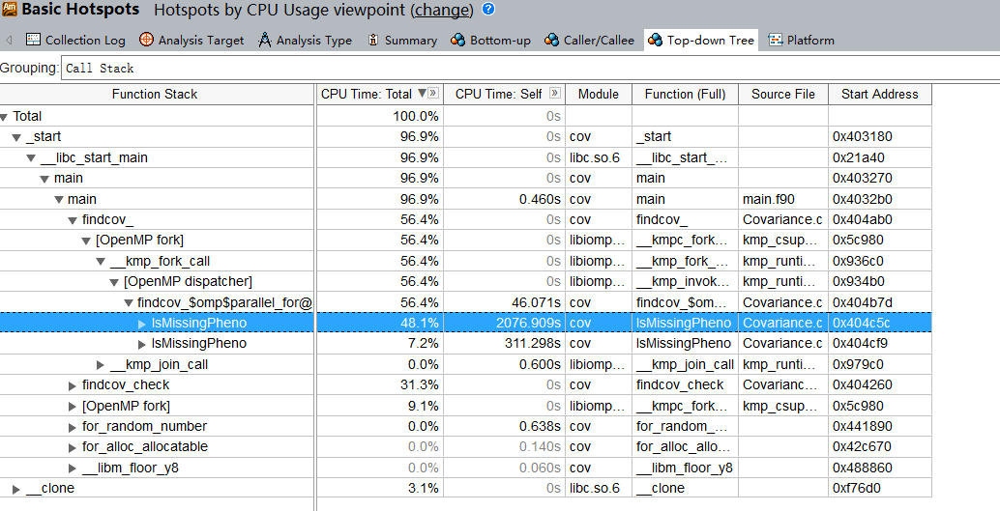 Am Basic Hotspots Hotspots by CPU Usage viewpoint (change) ?
Collection Log Analysis Target Analysis Type Summary Bottom-up Caller/Callee Top-down Tree Platform
Grouping: Call Stack
Function Stack CPU Time: Total CPU Time: Self Module Function (Full) Source File Start Address
Total 100.0% 0s
_start 96.9% 0s cov _start 0x403180
__libc_start_main 96.9% 0s libc.so.6 __libc_start_... 0x21a40
main 96.9% 0s cov main 0x403270
main 96.9% 0.460s cov main main.f90 0x4032b0
findcov_ 56.4% 0s cov findcov_ Covariance.c 0x404ab0
[OpenMP fork] 56.4% 0s libiomp... __kmpc_fork... kmp_csup... 0x5c980
__kmp_fork_call 56.4% 0s libiomp... __kmp_fork_... kmp_runti... 0x936c0
[OpenMP dispatcher] 56.4% 0s libiomp... __kmp_invok... kmp_runti... 0x934b0
findcov_$omp$parallel_for@ 56.4% 46.071s cov findcov_$om... Covariance.c 0x404b7d
IsMissingPheno 48.1% 2076.909s cov IsMissingPheno Covariance.c 0x404c5c
IsMissingPheno 7.2% 311.298s cov IsMissingPheno Covariance.c 0x404cf9
__kmp_join_call 0.0% 0.600s libiomp... __kmp_join_call kmp_runti... 0x979c0
findcov_check 31.3% 0s cov findcov_check Covarianc... 0x404260
[OpenMP fork] 9.1% 0s libiomp... __kmpc_fork... kmp_csup... 0x5c980
for_random_number 0.0% 0.638s cov for_random_... 0x441890
for_alloc_allocatable 0.0% 0.140s cov for_alloc_allo... 0x42c670
__libm_floor_y8 0.0% 0.060s cov __libm_floor_y8 0x488860
__clone 3.1% 0s libc.so.6 __clone 0xf76d0